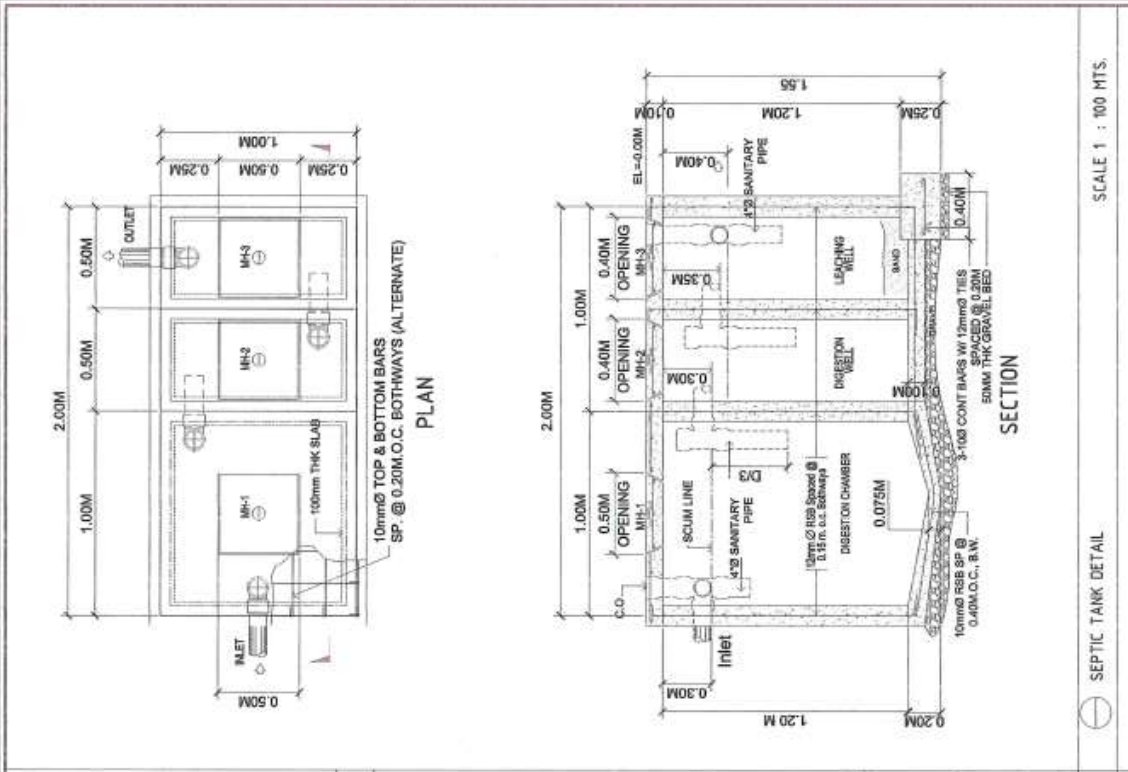 2.00M
1.00M
0.50M
0.50M
OUTLET
INLET
MH-1
MH-2
MH-3
0.50M
1.00M
0.25M
0.50M
0.25M
100mm THK SLAB
10mmØ TOP & BOTTOM BARS
SP. @ 0.20M.O.C. BOTHWAYS (ALTERNATE)
PLAN
2.00M
1.00M
1.00M
0.50M
OPENING
MH-1
0.40M
OPENING
MH-2
0.40M
OPENING
MH-3
EL=-0.00M
C.O
SCUM LINE
0.30M
0.35M
0.40M
4"Ø SANITARY
PIPE
4"Ø SANITARY
PIPE
D/3
Inlet
12mm Ø RSB Spaced @
0.15 m. o.c. Bothways
DIGESTION CHAMBER
DIGESTION
WELL
LEACHING
WELL
SAND
0.30M
1.20 M
0.20M
0.10M
1.20M
0.25M
1.55
0.075M
0.100M
0.40M
10mmØ RSB SP @
0.40M.O.C., B.W.
3-10Ø CONT BARS W/ 12mmØ TIES
SPACED @ 0.20M
50MM THK GRAVEL BED
SECTION
SEPTIC TANK DETAIL
SCALE 1 : 100 MTS.